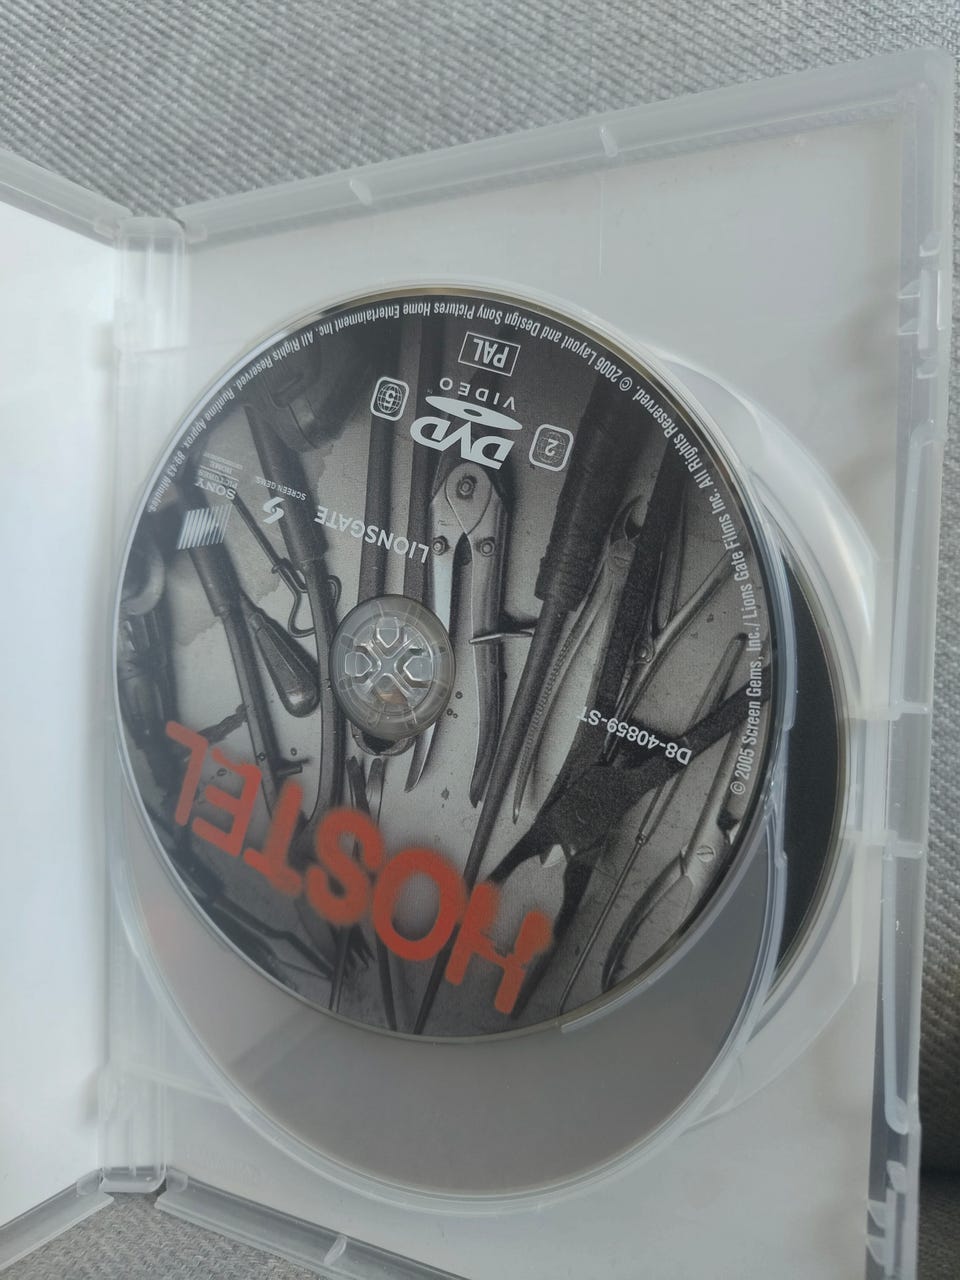 HOSTEL
D8-40859-ST
LIONSGATE
SCREEN GEMS
SONY
PICTURES
HOME
2
DVD
VIDEO
5
PAL
© 2005 Screen Gems, Inc./ Lions Gate Films Inc. All Rights Reserved. © 2006 Layout and Design Sony Pictures Home Entertainment Inc. All Rights Reserved. Runtime Approx. 89:43 Minutes.